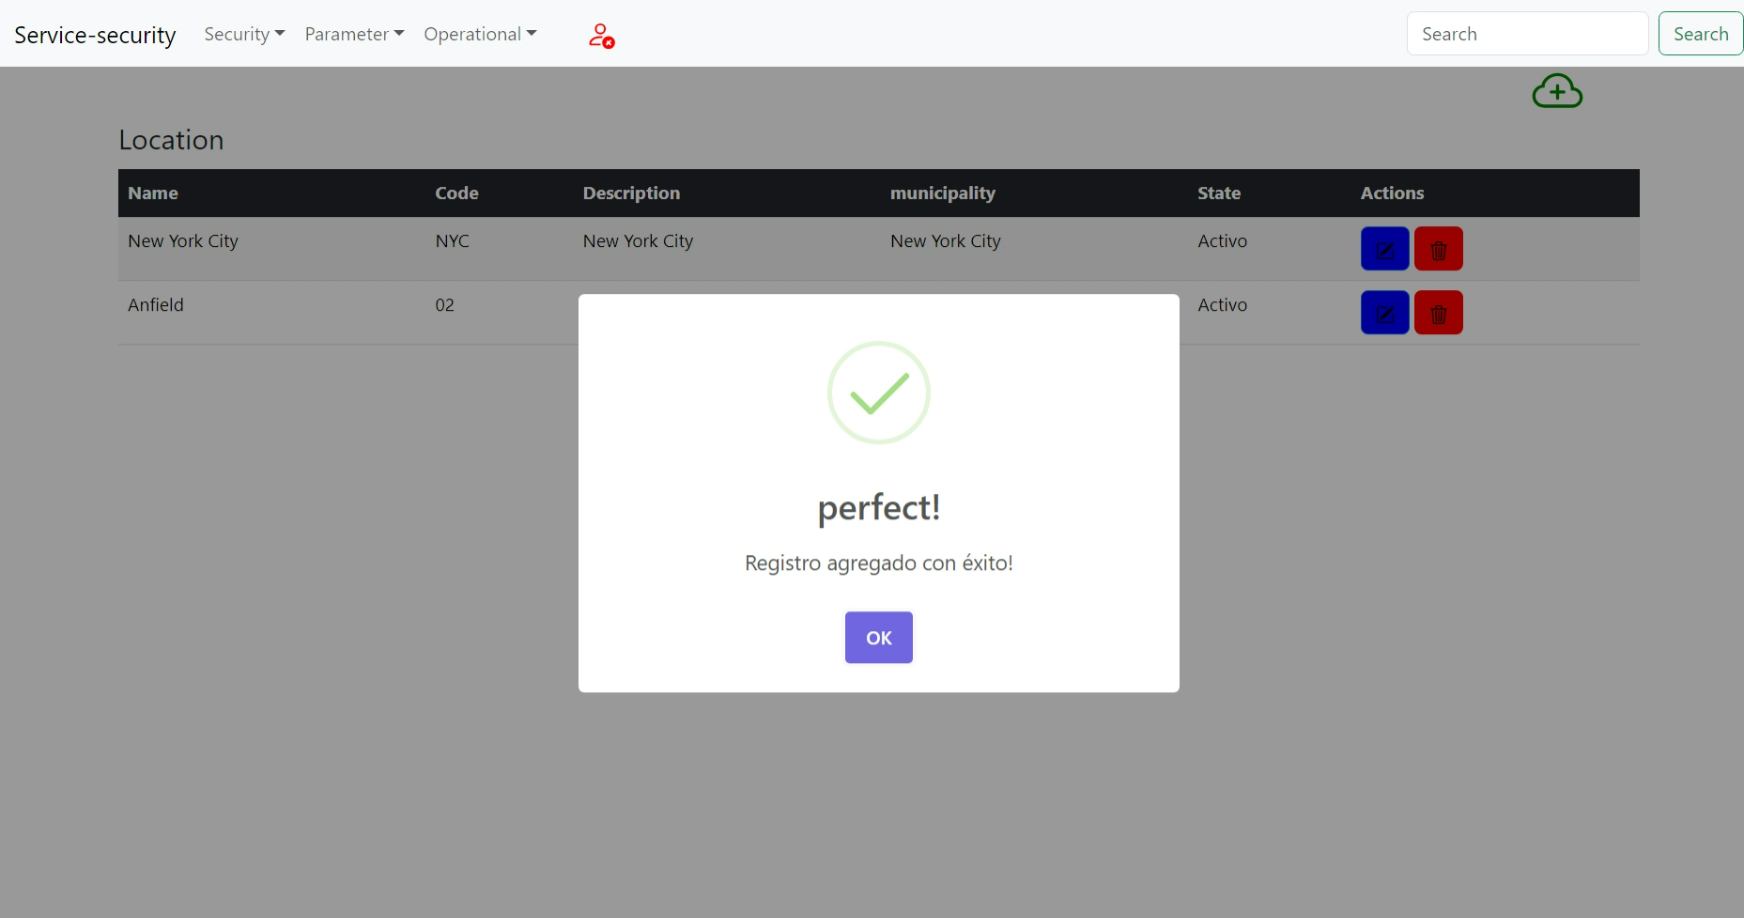 Service-security Security Parameter Operational Search Search
Location
Name Code Description municipality State Actions
New York City NYC New York City New York City Activo
Anfield 02 Activo
perfect!
Registro agregado con éxito!
OK